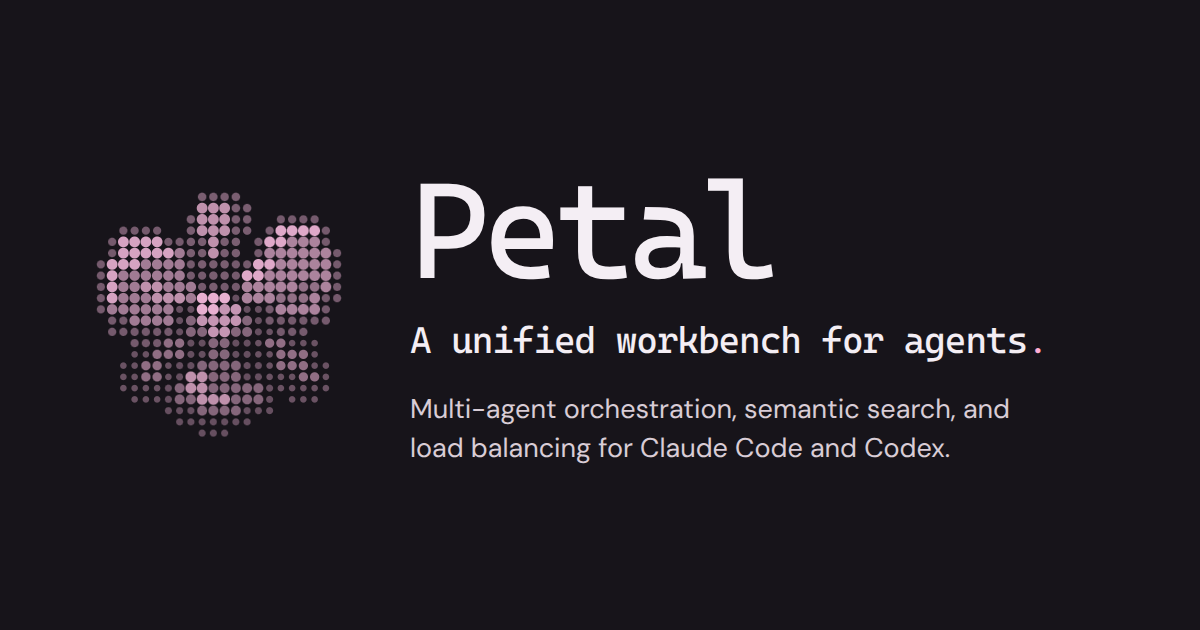 Petal
A unified workbench for agents.
Multi-agent orchestration, semantic search, and
load balancing for Claude Code and Codex.